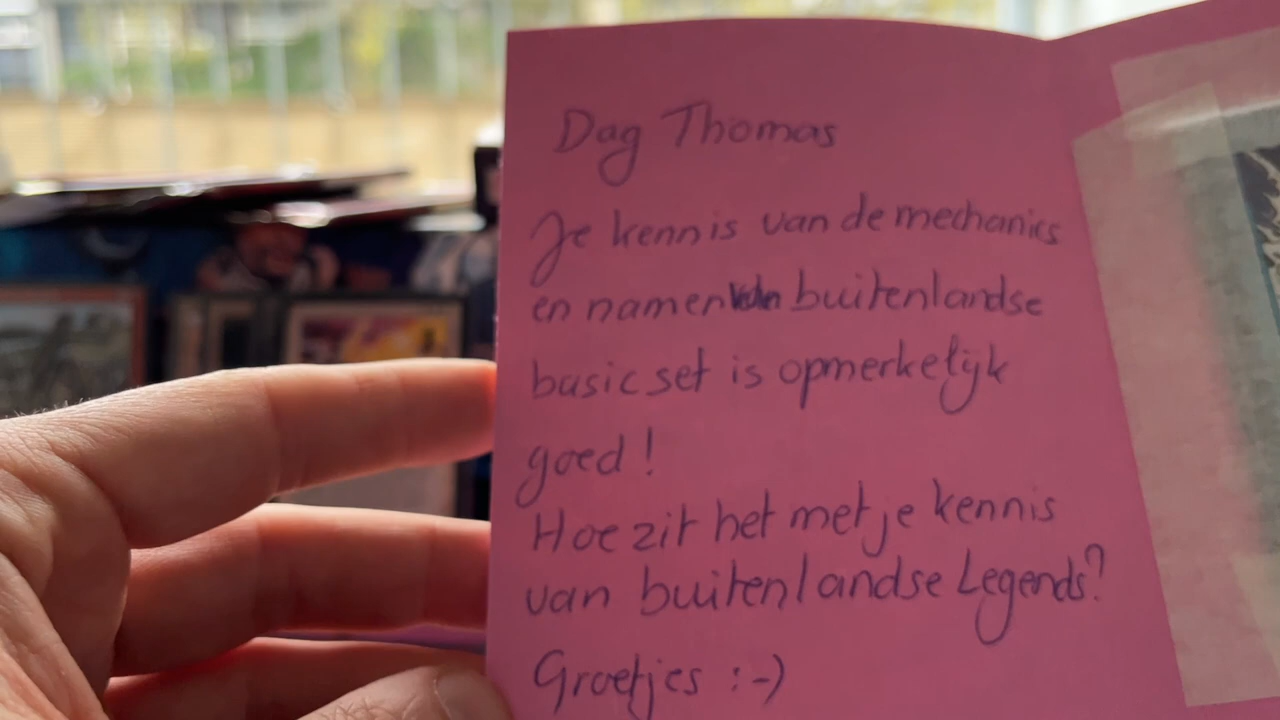 Dag Thomas
Je kennis van de mechanics
en namen van buitenlandse
basic set is opmerkelijk
goed!
Hoe zit het met je kennis
van buitenlandse Legends?
Groetjes :-)